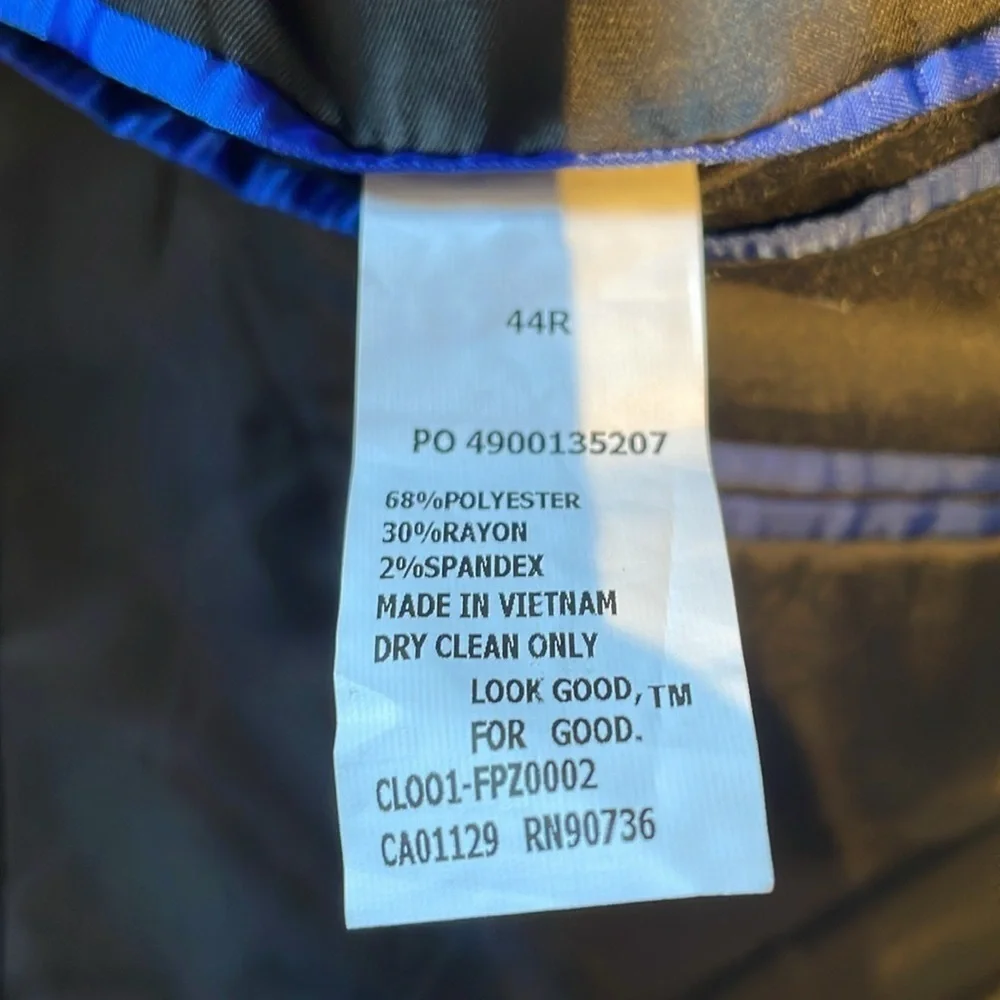 44R
PO 4900135207
68%POLYESTER
30%RAYON
2%SPANDEX
MADE IN VIETNAM
DRY CLEAN ONLY
LOOK GOOD,TM
FOR GOOD.
CL001-FPZ0002
CA01129 RN90736